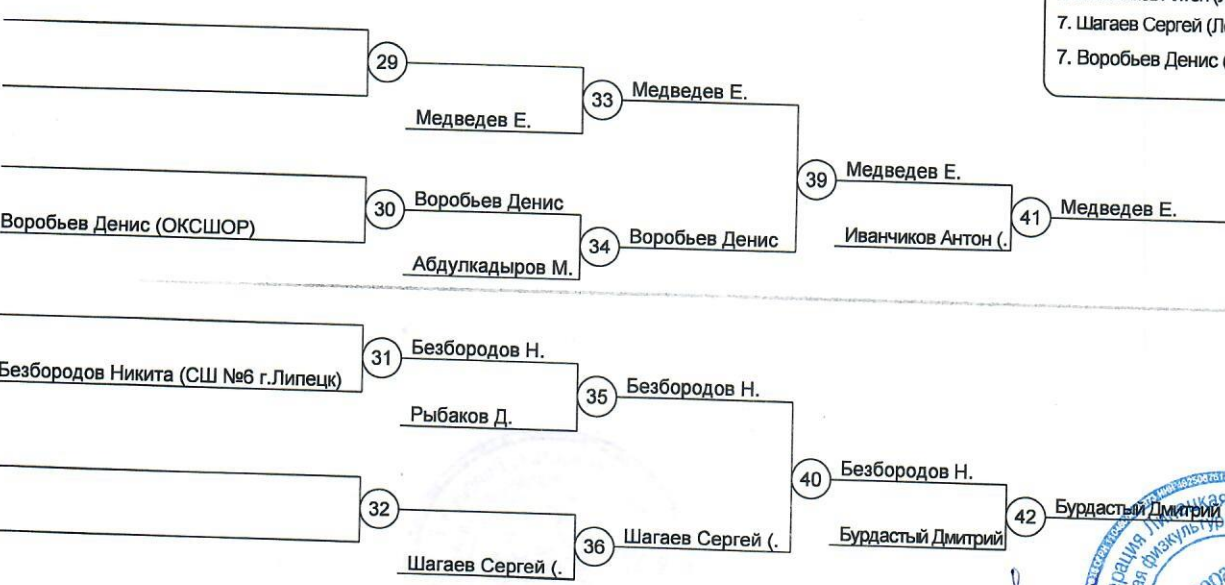 7. Шагаев Сергей
7. Воробьев Денис (
29
33
Медведев Е.
Медведев Е.
39
Медведев Е.
Воробьев Денис (ОКСШОР)
30
Воробьев Денис
34
Воробьев Денис
Абдулкадыров М.
Иванчиков Антон (.
41
Медведев Е.
Безбородов Никита (СШ №6 г.Липецк)
31
Безбородов Н.
35
Безбородов Н.
Рыбаков Д.
40
Безбородов Н.
32
36
Шагаев Сергей (.
Шагаев Сергей (.
Бурдастый Дмитрий
42
Бурдастый Дмитрий